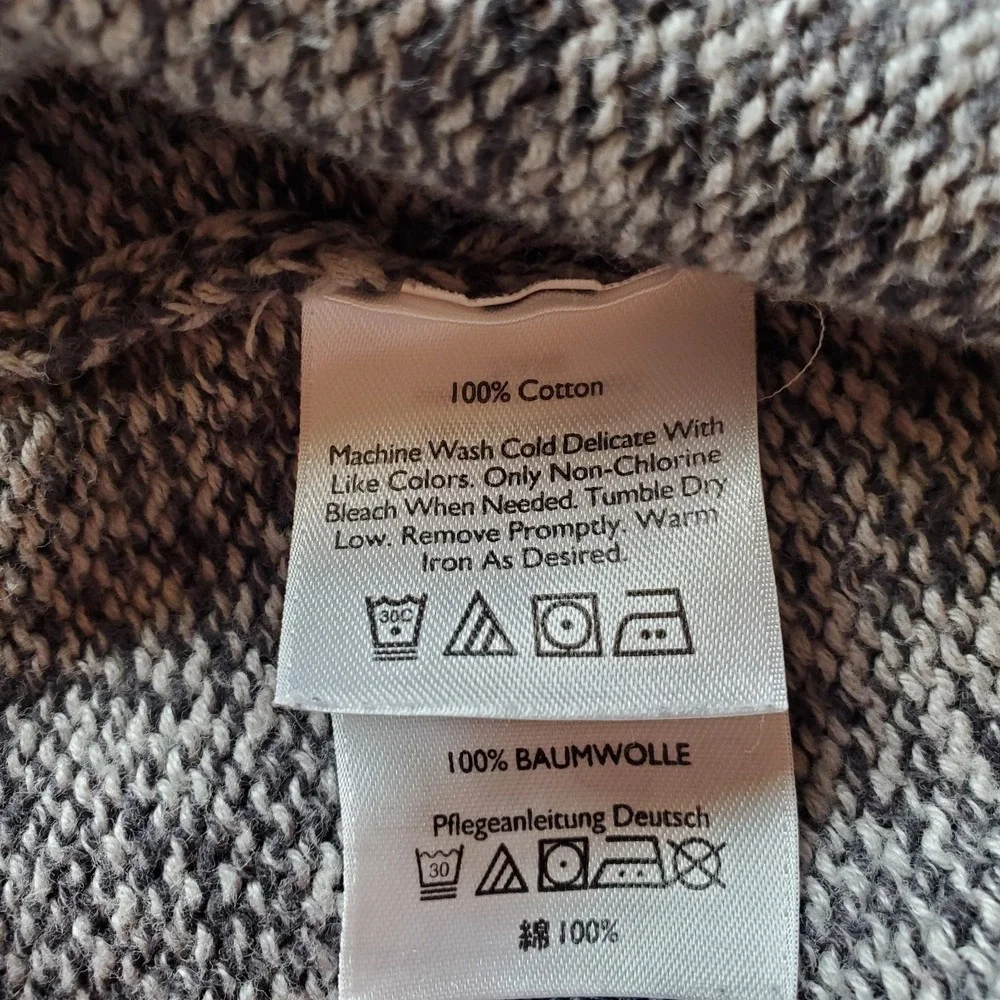 100% Cotton
Machine Wash Cold Delicate With
Like Colors. Only Non-Chlorine
Bleach When Needed. Tumble Dry
Low. Remove Promptly. Warm
Iron As Desired.
30C
100% BAUMWOLLE
Pflegeanleitung Deutsch
30
綿 100%